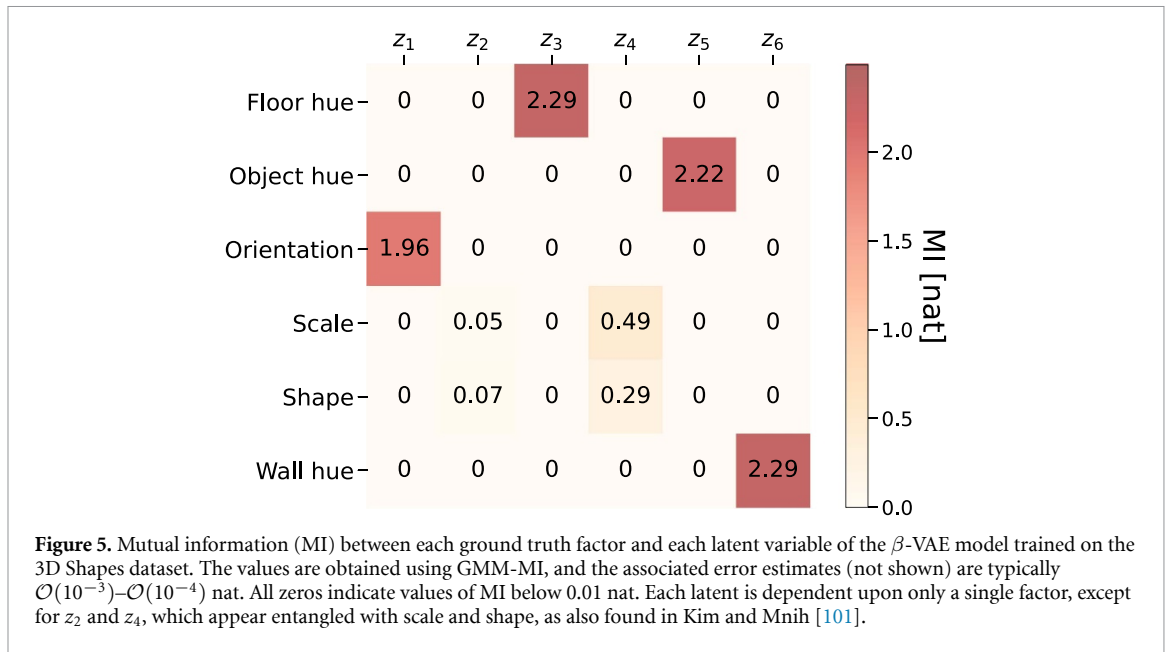 z1 z2 z3 z4 z5 z6
Floor hue 0 0 2.29 0 0 0
Object hue 0 0 0 0 2.22 0
Orientation 1.96 0 0 0 0 0
Scale 0 0.05 0 0.49 0 0
Shape 0 0.07 0 0.29 0 0
Wall hue 0 0 0 0 0 2.29
2.0
1.5
1.0
0.5
0.0
MI [nat]
Figure 5. Mutual information (MI) between each ground truth factor and each latent variable of the β-VAE model trained on the
3D Shapes dataset. The values are obtained using GMM-MI, and the associated error estimates (not shown) are typically
𝒪(10⁻³)–𝒪(10⁻⁴) nat. All zeros indicate values of MI below 0.01 nat. Each latent is dependent upon only a single factor, except
for z2 and z4, which appear entangled with scale and shape, as also found in Kim and Mnih [101].